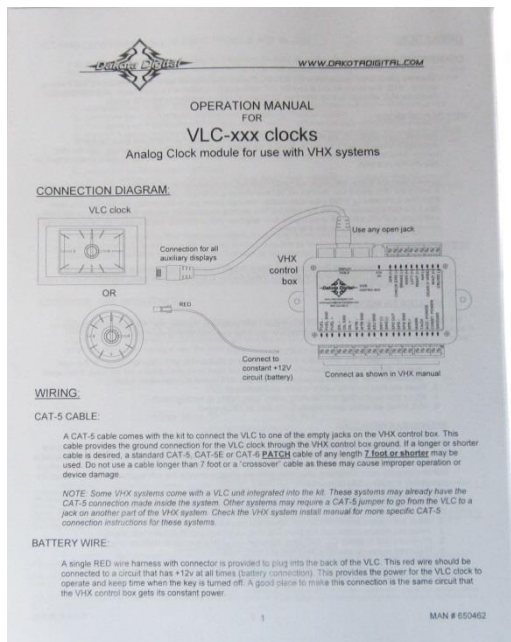 Dakota Digital
WWW.DAKOTADIGITAL.COM
OPERATION MANUAL
FOR
VLC-xxx clocks
Analog Clock module for use with VHX systems
CONNECTION DIAGRAM:
VLC clock
Use any open jack
Connection for all
auxiliary displays
VHX
control
box
OR
RED
Dakota Digital
Connect to
constant +12V
circuit (battery)
Connect as shown in VHX manual
WIRING:
CAT-5 CABLE:
A CAT-5 cable comes with the kit to connect the VLC to one of the empty jacks on the VHX control box. This
cable provides the ground connection for the VLC clock through the VHX control box ground. If a longer or shorter
cable is desired, a standard CAT-5, CAT-5E or CAT-6 PATCH cable of any length 7 foot or shorter may be
used. Do not use a cable longer than 7 foot or a 'crossover' cable as these may cause improper operation or
device damage.
NOTE: Some VHX systems come with a VLC unit integrated into the kit. These systems may already have the
CAT-5 connection made inside the system. Other systems may require a CAT-5 jumper to go from the VLC to a
jack on another part of the VHX system. Check the VHX system install manual for more specific CAT-5
connection instructions for these systems.
BATTERY WIRE:
A single RED wire harness with connector is provided to plug into the back of the VLC. This red wire should be
connected to a circuit that has +12v at all times (battery connection). This provides the power for the VLC clock to
operate and keep time when the key is turned off. A good place to make this connection is the same circuit that
the VHX control box gets its constant power.
1
MAN # 650462